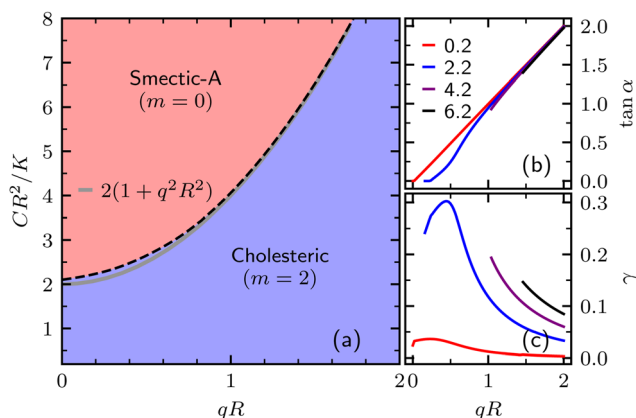 8
7
6
5
4
3
2
1
CR²/K
Smectic-A
(m = 0)
2(1 + q²R²)
Cholesteric
(m = 2)
(a)
0
1
2
qR
0.2
2.2
4.2
6.2
(b)
2.0
1.5
1.0
0.5
0.0
tan α
(c)
0.3
0.2
0.1
0.0
γ
0
1
2
qR